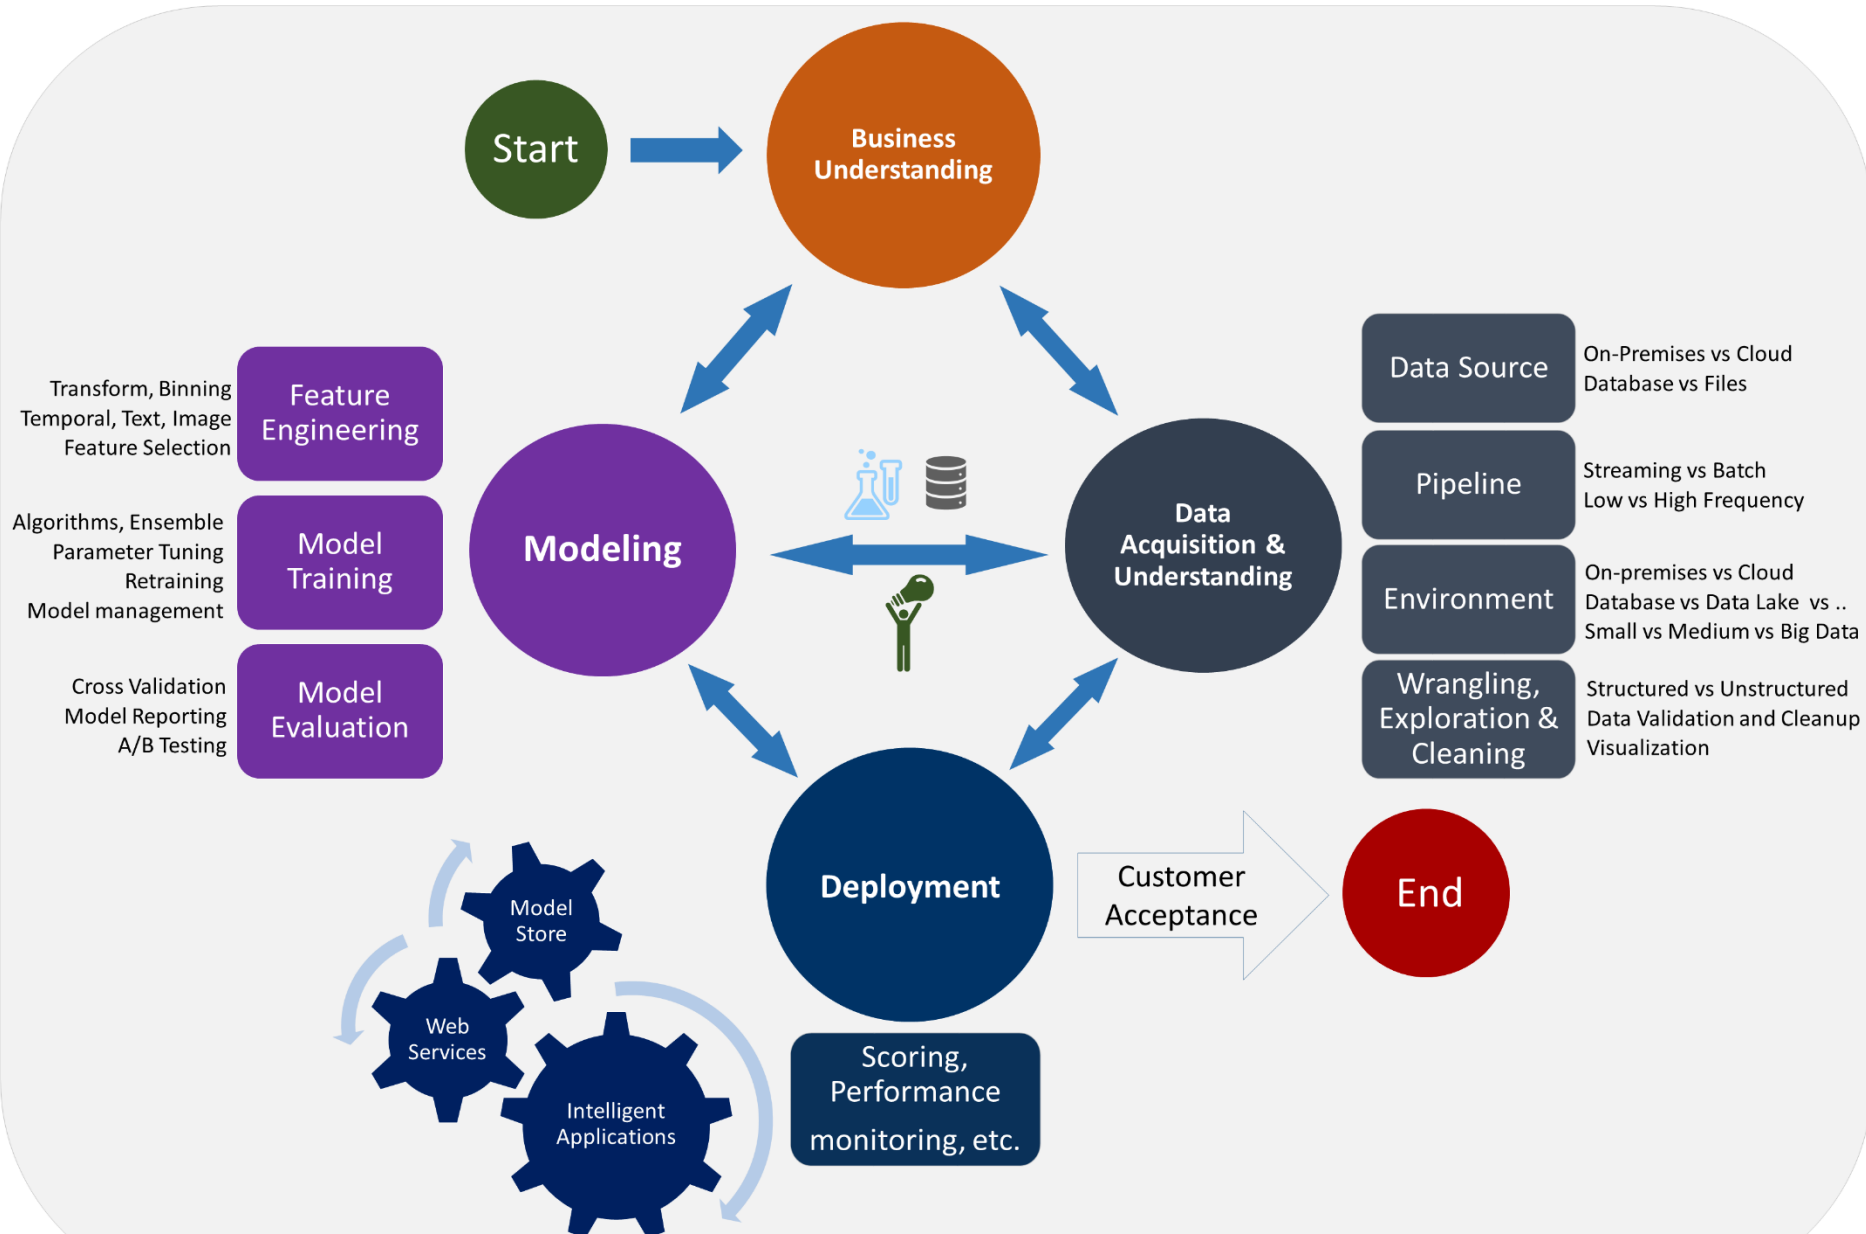 Start
Business
Understanding
Feature
Engineering
Transform, Binning
Temporal, Text, Image
Feature Selection
Model
Training
Algorithms, Ensemble
Parameter Tuning
Retraining
Model management
Model
Evaluation
Cross Validation
Model Reporting
A/B Testing
Modeling
Data
Acquisition &
Understanding
Data Source
On-Premises vs Cloud
Database vs Files
Pipeline
Streaming vs Batch
Low vs High Frequency
Environment
On-premises vs Cloud
Database vs Data Lake vs ..
Small vs Medium vs Big Data
Wrangling,
Exploration &
Cleaning
Structured vs Unstructured
Data Validation and Cleanup
Visualization
Deployment
Customer
Acceptance
End
Model
Store
Web
Services
Intelligent
Applications
Scoring,
Performance
monitoring, etc.